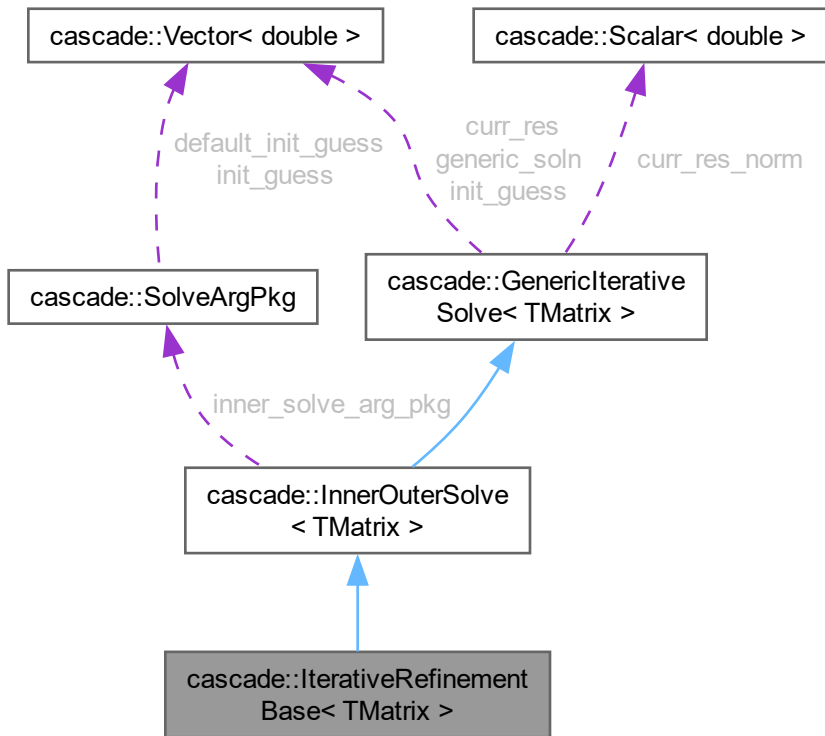 cascade::Vector< double >
cascade::Scalar< double >
default_init_guess
init_guess
curr_res
generic_soln
init_guess
curr_res_norm
cascade::SolveArgPkg
cascade::GenericIterative
Solve< TMatrix >
inner_solve_arg_pkg
cascade::InnerOuterSolve
< TMatrix >
cascade::IterativeRefinement
Base< TMatrix >